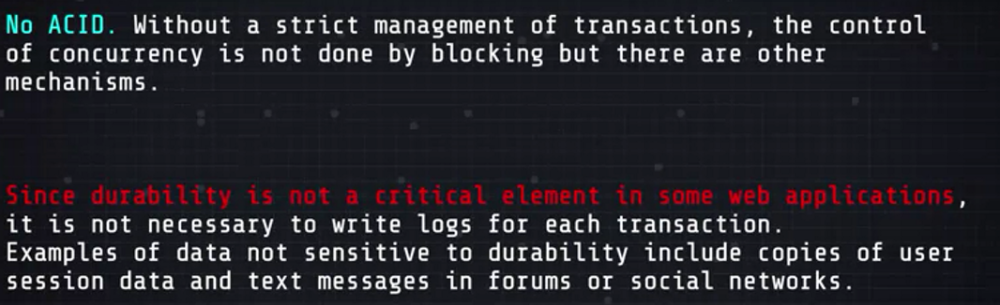 No ACID. Without a strict management of transactions, the control
of concurrency is not done by blocking but there are other
mechanisms.
Since durability is not a critical element in some web applications,
it is not necessary to write logs for each transaction.
Examples of data not sensitive to durability include copies of user
session data and text messages in forums or social networks.